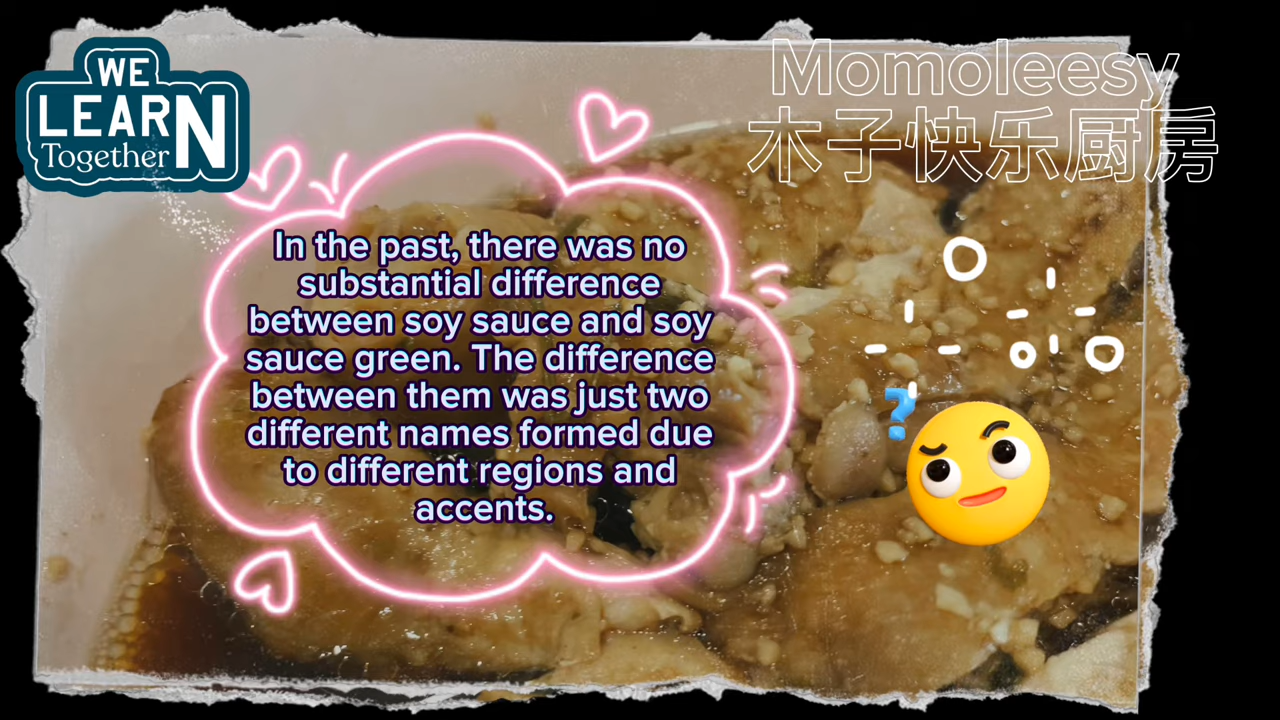 WE
LEARN
Together
Momoleesy
木子快乐厨房
In the past, there was no
substantial difference
between soy sauce and soy
sauce green. The difference
between them was just two
different names formed due
to different regions and
accents.
?